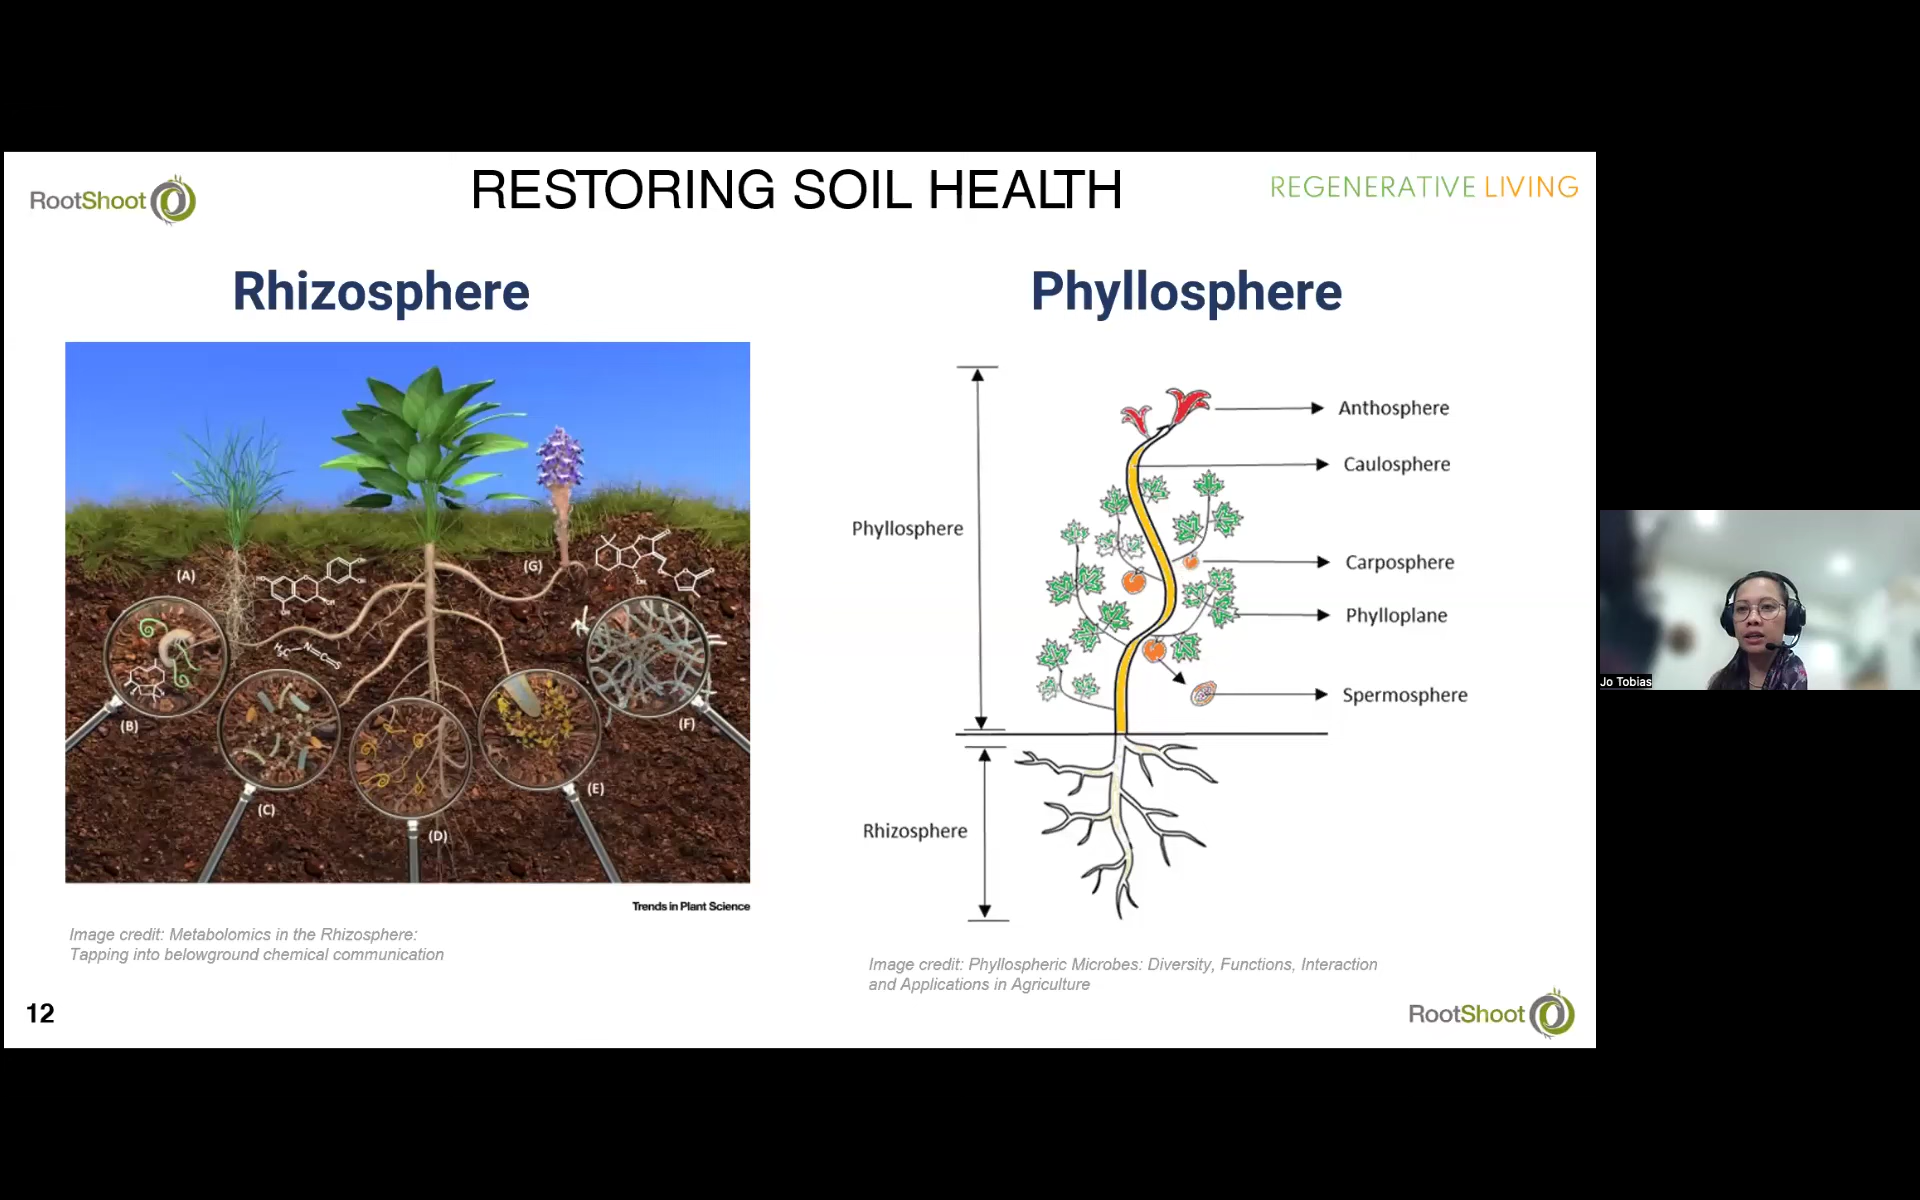 RootShoot
RESTORING SOIL HEALTH
REGENERATIVE LIVING
Rhizosphere
Phyllosphere
(A)
(B)
(C)
(D)
(E)
(F)
(G)
H₃C
N
C
S
Trends in Plant Science
Image credit: Metabolomics in the Rhizosphere:
Tapping into belowground chemical communication
Phyllosphere
Rhizosphere
Anthosphere
Caulosphere
Carposphere
Phylloplane
Spermosphere
Image credit: Phyllospheric Microbes: Diversity, Functions, Interaction
and Applications in Agriculture
12
RootShoot
Jo Tobias